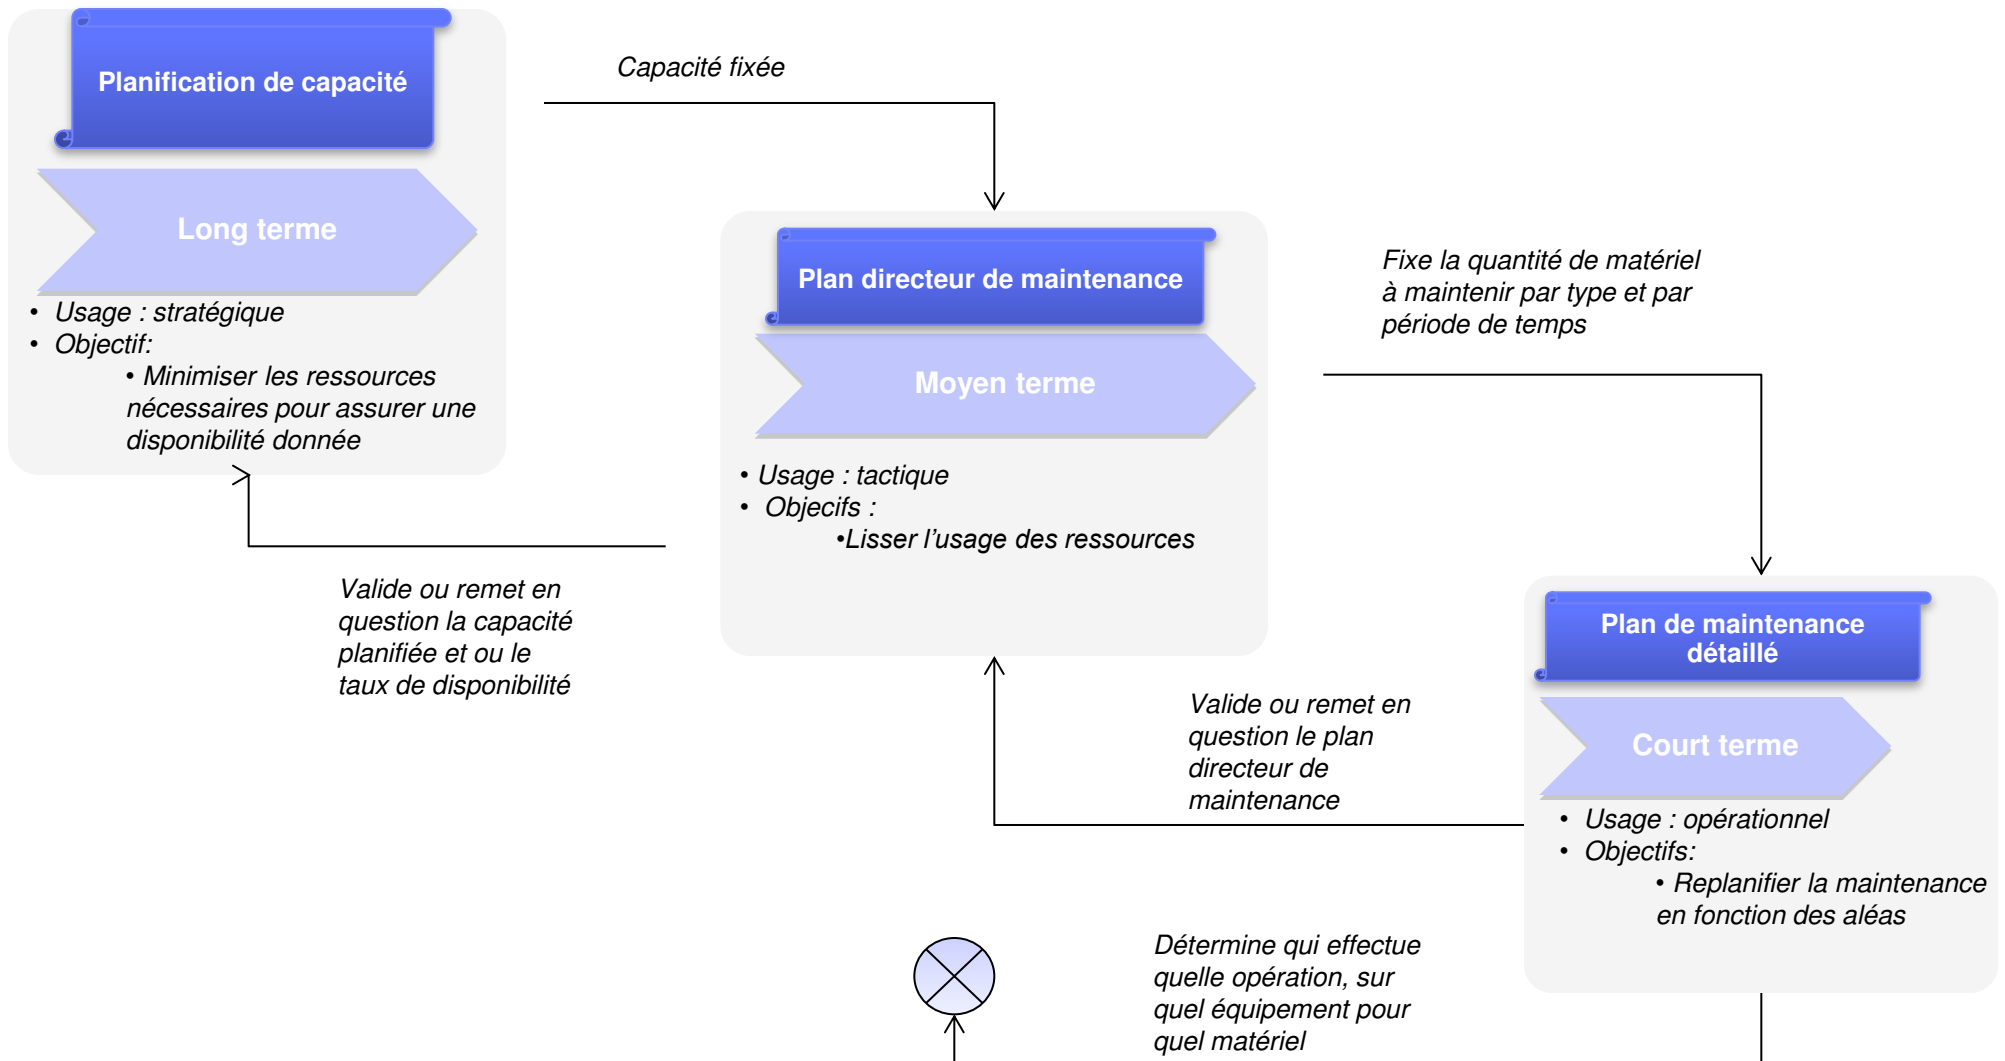 Planification de capacité
Long terme
• Usage : stratégique
• Objectif:
• Minimiser les ressources
nécessaires pour assurer une
disponibilité donnée
Capacité fixée
Plan directeur de maintenance
Moyen terme
• Usage : tactique
• Objecifs :
•Lisser l’usage des ressources
Fixe la quantité de matériel
à maintenir par type et par
période de temps
Valide ou remet en
question la capacité
planifiée et ou le
taux de disponibilité
Plan de maintenance
détaillé
Court terme
• Usage : opérationnel
• Objectifs:
• Replanifier la maintenance
en fonction des aléas
Valide ou remet en
question le plan
directeur de
maintenance
Détermine qui effectue
quelle opération, sur
quel équipement pour
quel matériel